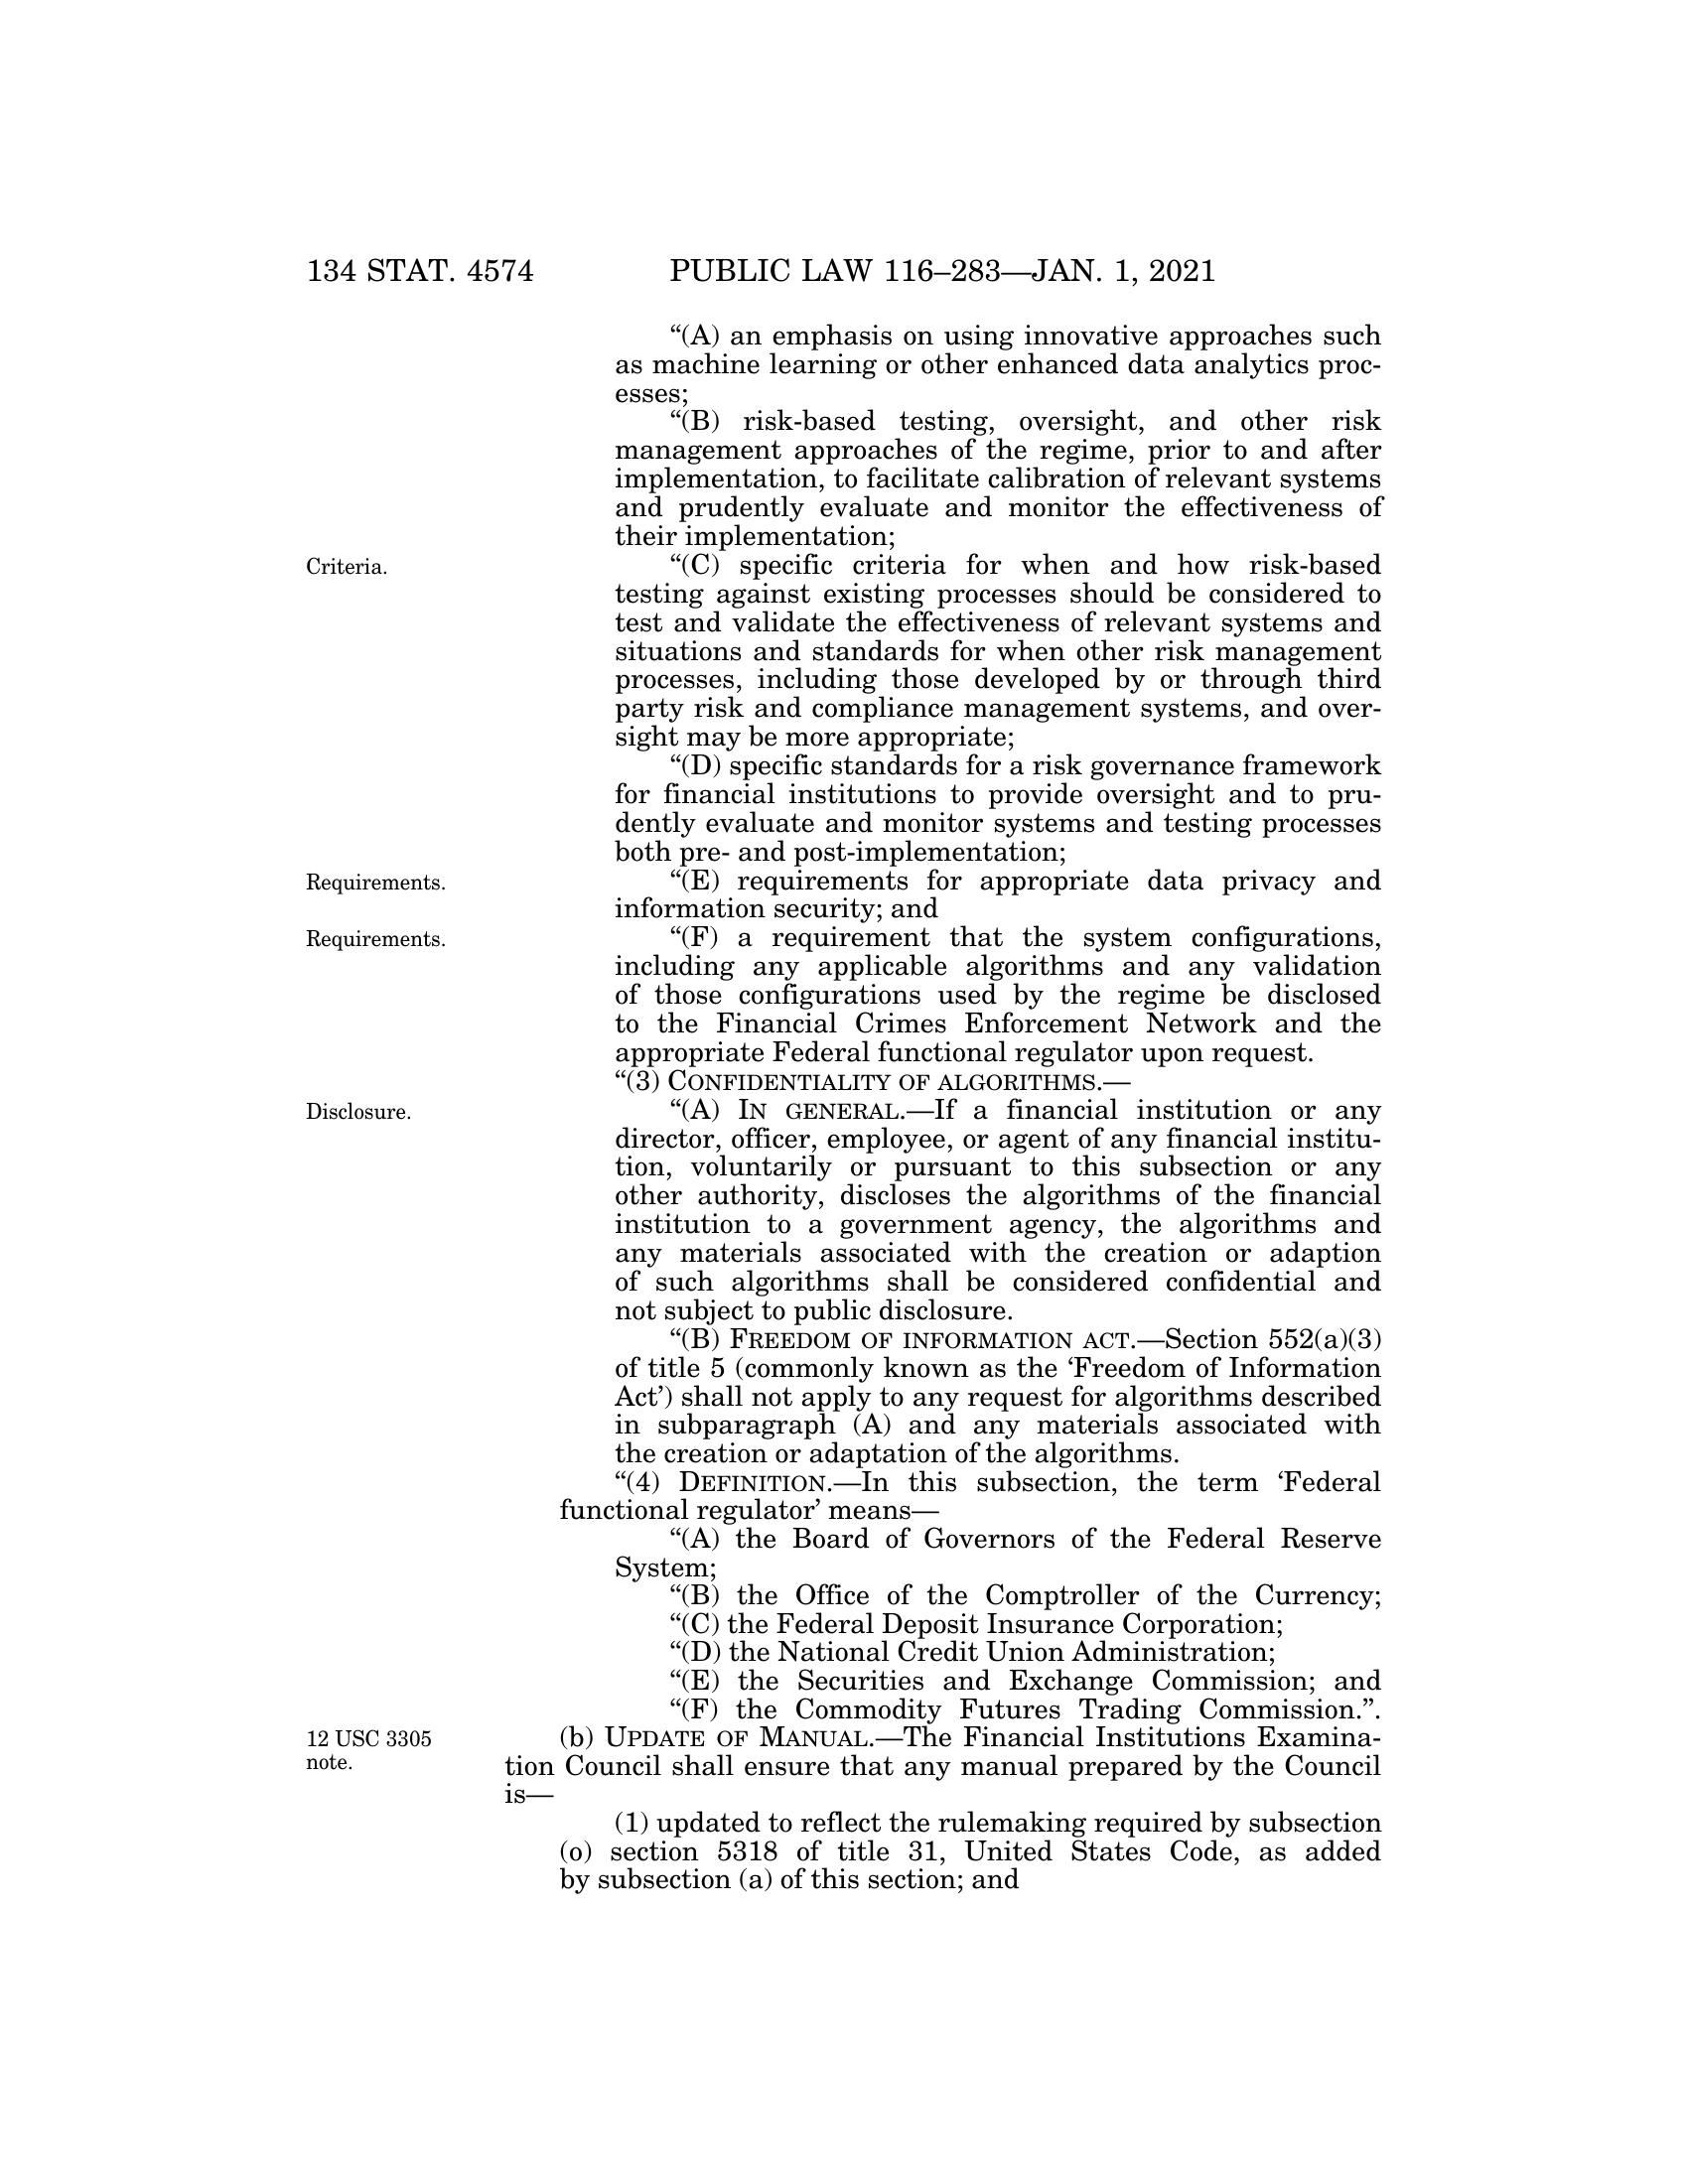 134 STAT. 4574 PUBLIC LAW 116–283—JAN. 1, 2021
“(A) an emphasis on using innovative approaches such
as machine learning or other enhanced data analytics proc-
esses;
“(B) risk-based testing, oversight, and other risk
management approaches of the regime, prior to and after
implementation, to facilitate calibration of relevant systems
and prudently evaluate and monitor the effectiveness of
their implementation;
Criteria.
“(C) specific criteria for when and how risk-based
testing against existing processes should be considered to
test and validate the effectiveness of relevant systems and
situations and standards for when other risk management
processes, including those developed by or through third
party risk and compliance management systems, and over-
sight may be more appropriate;
“(D) specific standards for a risk governance framework
for financial institutions to provide oversight and to pru-
dently evaluate and monitor systems and testing processes
both pre- and post-implementation;
Requirements.
“(E) requirements for appropriate data privacy and
information security; and
Requirements.
“(F) a requirement that the system configurations,
including any applicable algorithms and any validation
of those configurations used by the regime be disclosed
to the Financial Crimes Enforcement Network and the
appropriate Federal functional regulator upon request.
“(3) CONFIDENTIALITY OF ALGORITHMS.—
Disclosure.
“(A) IN GENERAL.—If a financial institution or any
director, officer, employee, or agent of any financial institu-
tion, voluntarily or pursuant to this subsection or any
other authority, discloses the algorithms of the financial
institution to a government agency, the algorithms and
any materials associated with the creation or adaption
of such algorithms shall be considered confidential and
not subject to public disclosure.
“(B) FREEDOM OF INFORMATION ACT.—Section 552(a)(3)
of title 5 (commonly known as the ‘Freedom of Information
Act’) shall not apply to any request for algorithms described
in subparagraph (A) and any materials associated with
the creation or adaptation of the algorithms.
“(4) DEFINITION.—In this subsection, the term ‘Federal
functional regulator’ means—
“(A) the Board of Governors of the Federal Reserve
System;
“(B) the Office of the Comptroller of the Currency;
“(C) the Federal Deposit Insurance Corporation;
“(D) the National Credit Union Administration;
“(E) the Securities and Exchange Commission; and
“(F) the Commodity Futures Trading Commission.”.
12 USC 3305
note.
(b) UPDATE OF MANUAL.—The Financial Institutions Examina-
tion Council shall ensure that any manual prepared by the Council
is—
(1) updated to reflect the rulemaking required by subsection
(o) section 5318 of title 31, United States Code, as added
by subsection (a) of this section; and